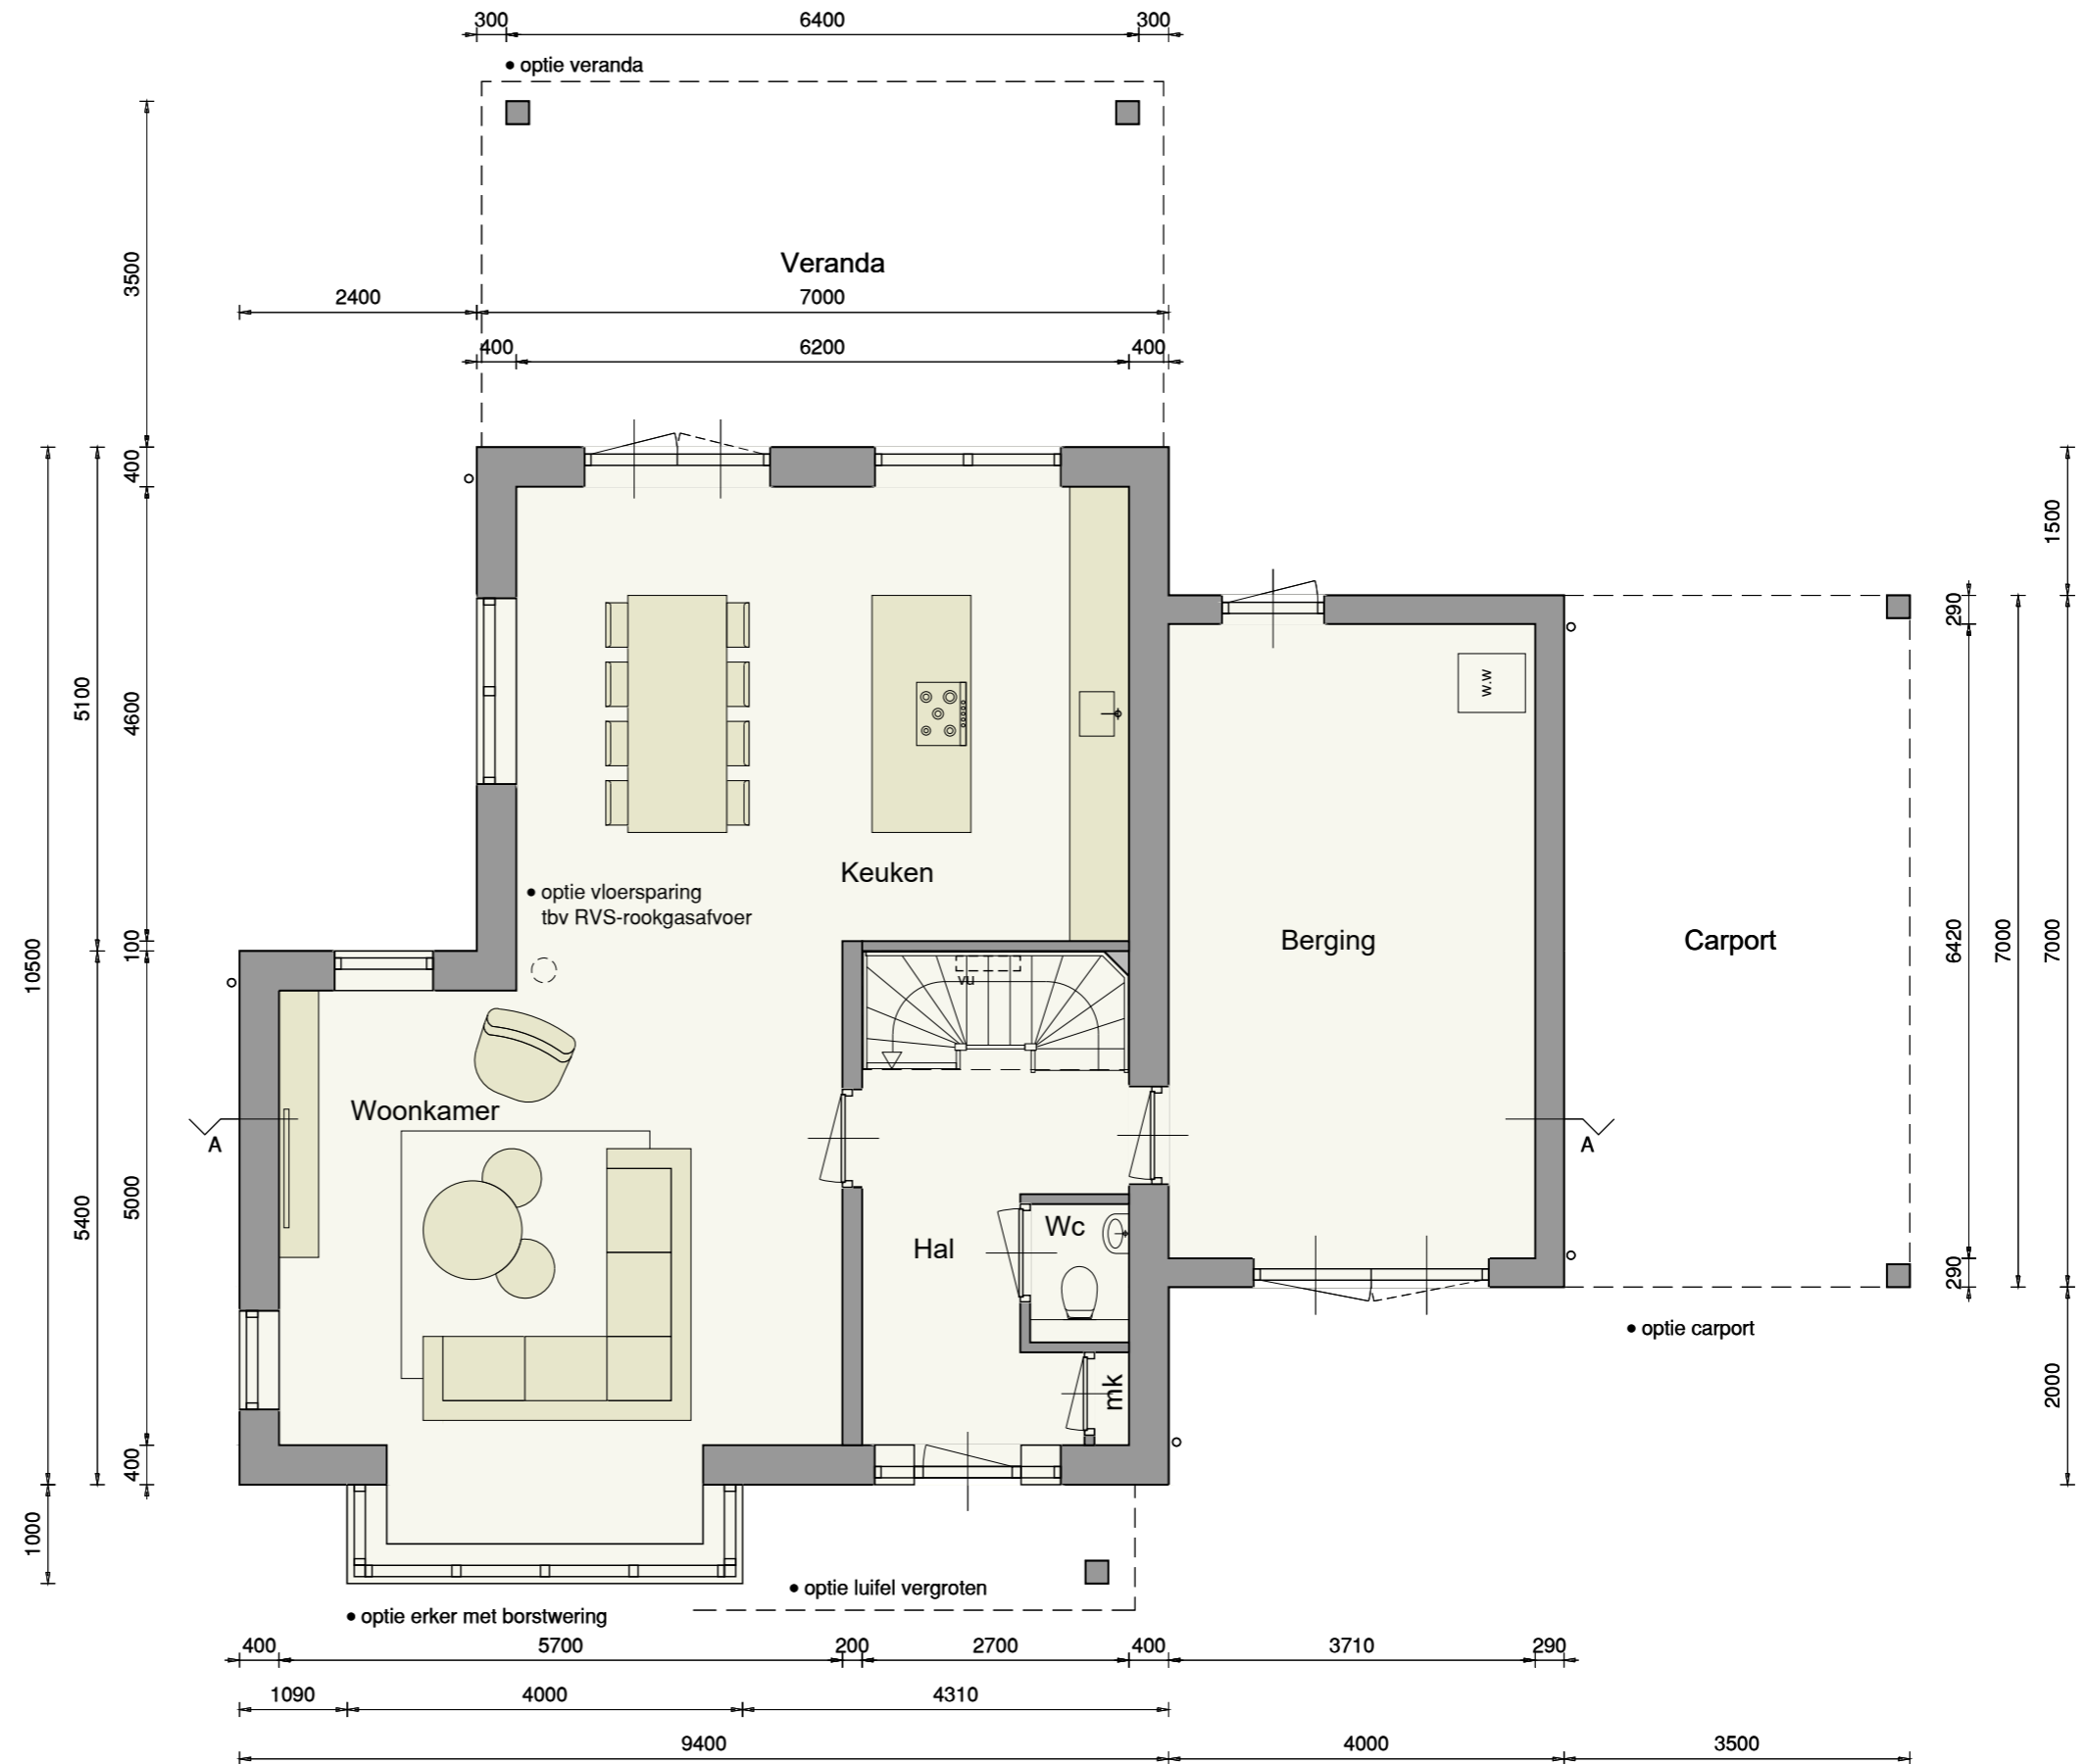 300 6400 300
• optie veranda
3500
Veranda
2400 7000
400 6200 400
400
1500
290
5100 4600
w.w
Keuken
• optie vloersparing
tbv RVS-rookgasafvoer
10500 100
Berging
Carport
6420 7000 7000
vu
Woonkamer
A
A
5400 5000
Wc
Hal
290
• optie carport
mk
2000
400
1000
• optie luifel vergroten
• optie erker met borstwering
400 5700 200 2700 400 3710 290
1090 4000 4310
9400 4000 3500